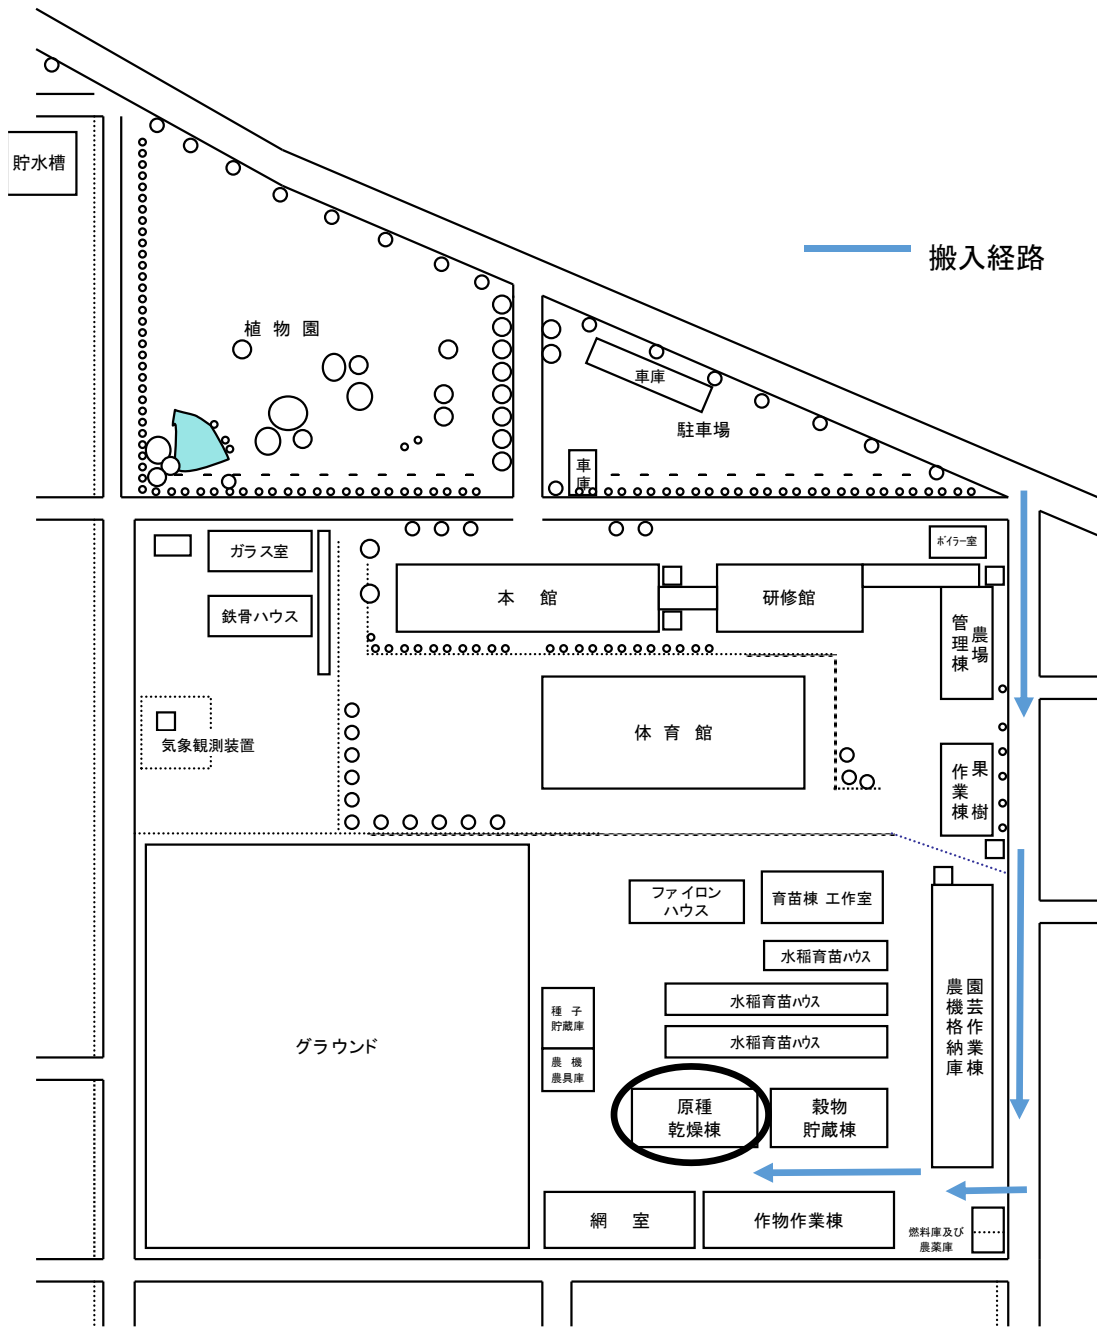 貯水槽
搬入経路
植物園
車庫
駐車場
車庫
ボイラー室
ガラス室
本館
研修館
鉄骨ハウス
農場
管理棟
体育館
気象観測装置
果樹
作業棟
ファイロン
ハウス
育苗棟 工作室
水稲育苗ハウス
園芸作業棟
農機格納庫
水稲育苗ハウス
種子
貯蔵庫
水稲育苗ハウス
グラウンド
農機
農具庫
原種
乾燥棟
穀物
貯蔵棟
網室
作物作業棟
燃料庫及び
農薬庫